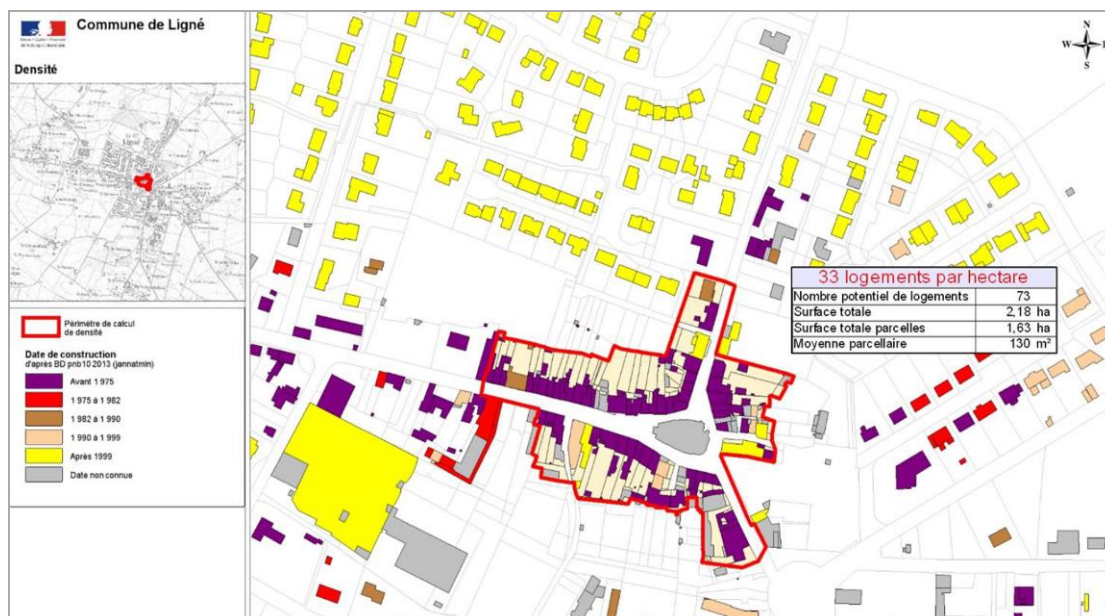 Commune de Ligné
Densité
Ligné
Périmètre de calcul
de densité
Date de construction
d'après BD pnb10 2013 (jannatmin)
Avant 1 975
1 975 à 1 982
1 982 à 1 990
1 990 à 1 999
Après 1999
Date non connue
N
W
E
S
33 logements par hectare
Nombre potentiel de logements 73
Surface totale 2,18 ha
Surface totale parcelles 1,63 ha
Moyenne parcellaire 130 m²